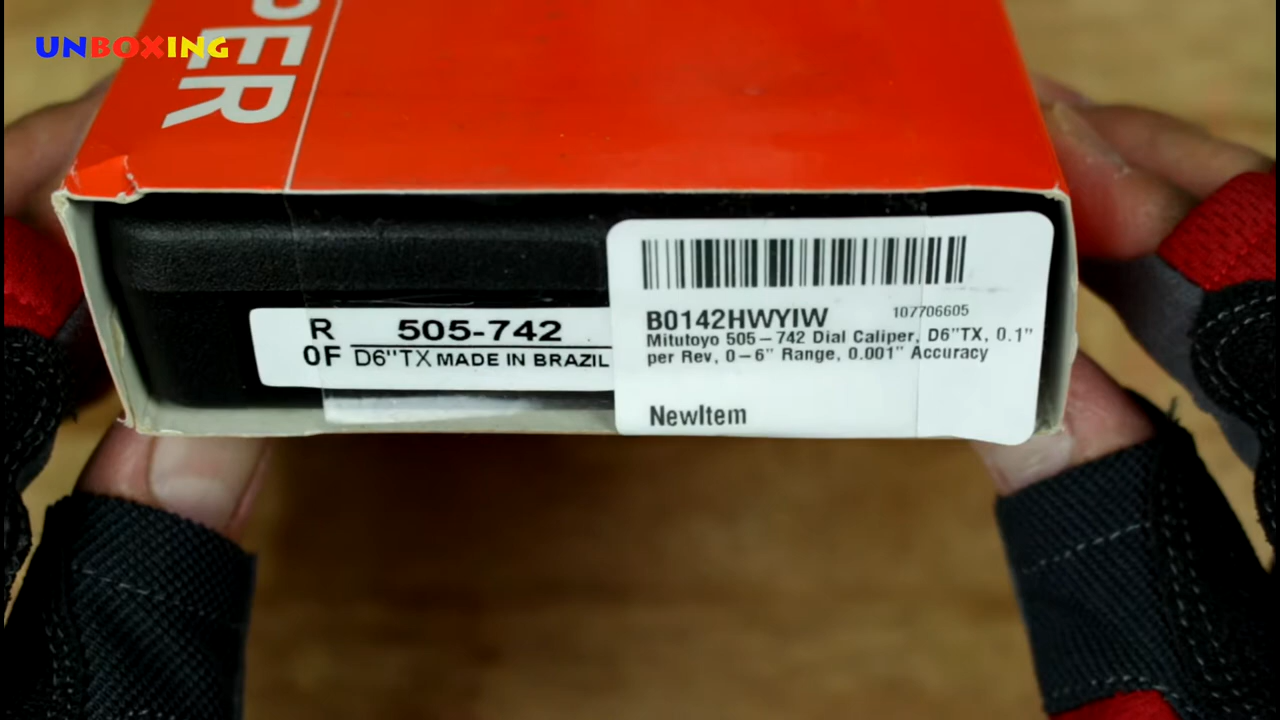 UNBOXING
PER
R 505-742
0F D6"TX MADE IN BRAZIL
B0142HWYIW 107706605
Mitutoyo 505-742 Dial Caliper, D6"TX, 0.1"
per Rev, 0-6" Range, 0.001" Accuracy
NewItem